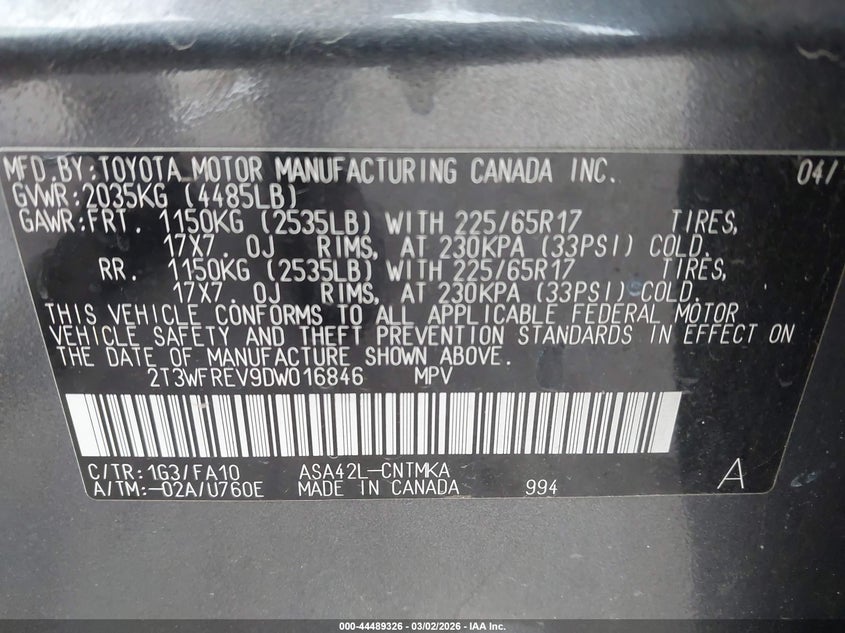 MFD.BY:TOYOTA MOTOR MANUFACTURING CANADA INC. 04/
GVWR:2035KG (4485LB)
GAWR:FRT. 1150KG (2535LB) WITH 225/65R17 TIRES,
17X7.0J RIMS, AT 230KPA (33PSI) COLD.
RR. 1150KG (2535LB) WITH 225/65R17 TIRES,
17X7.0J RIMS, AT 230KPA (33PSI) COLD.
THIS VEHICLE CONFORMS TO ALL APPLICABLE FEDERAL MOTOR
VEHICLE SAFETY AND THEFT PREVENTION STANDARDS IN EFFECT ON
THE DATE OF MANUFACTURE SHOWN ABOVE.
2T3WFREV9DW016846 MPV
C/TR:1G3/FA10 ASA42L-CNTMKA A
A/TM:-02A/U760E MADE IN CANADA 994
000-44489326 - 03/02/2026 - IAA Inc.